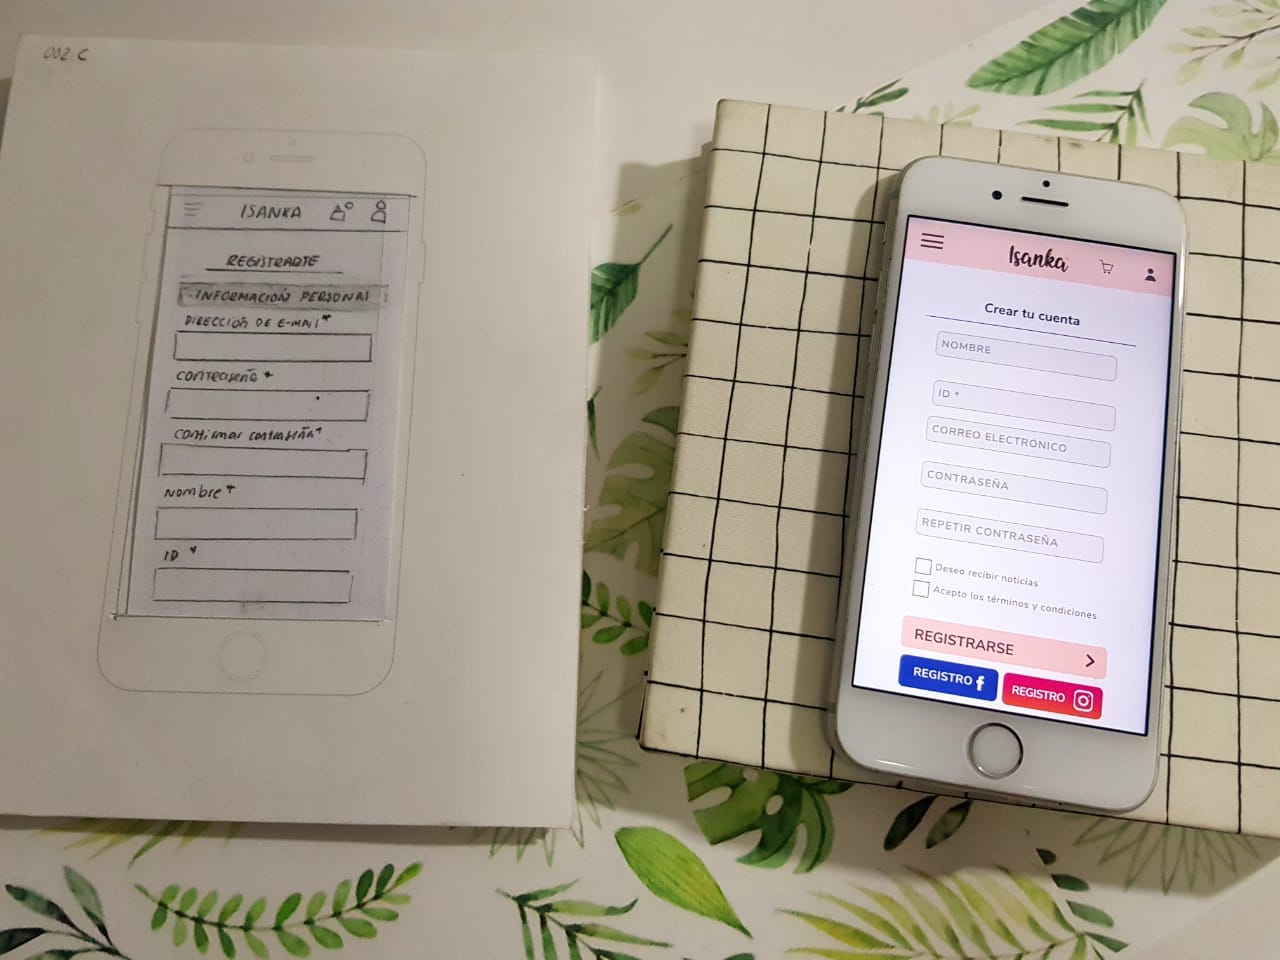 002 C
ISANKA
REGISTRARTE
INFORMACIÓN PERSONAL
DIRECCIÓN DE E-MAIL *
contraseña *
Confirmar contraseña *
Nombre *
ID *
Isanka
Crear tu cuenta
NOMBRE
ID *
CORREO ELECTRÓNICO
CONTRASEÑA
REPETIR CONTRASEÑA
Deseo recibir noticias
Acepto los términos y condiciones
REGISTRARSE
REGISTRO f
REGISTRO